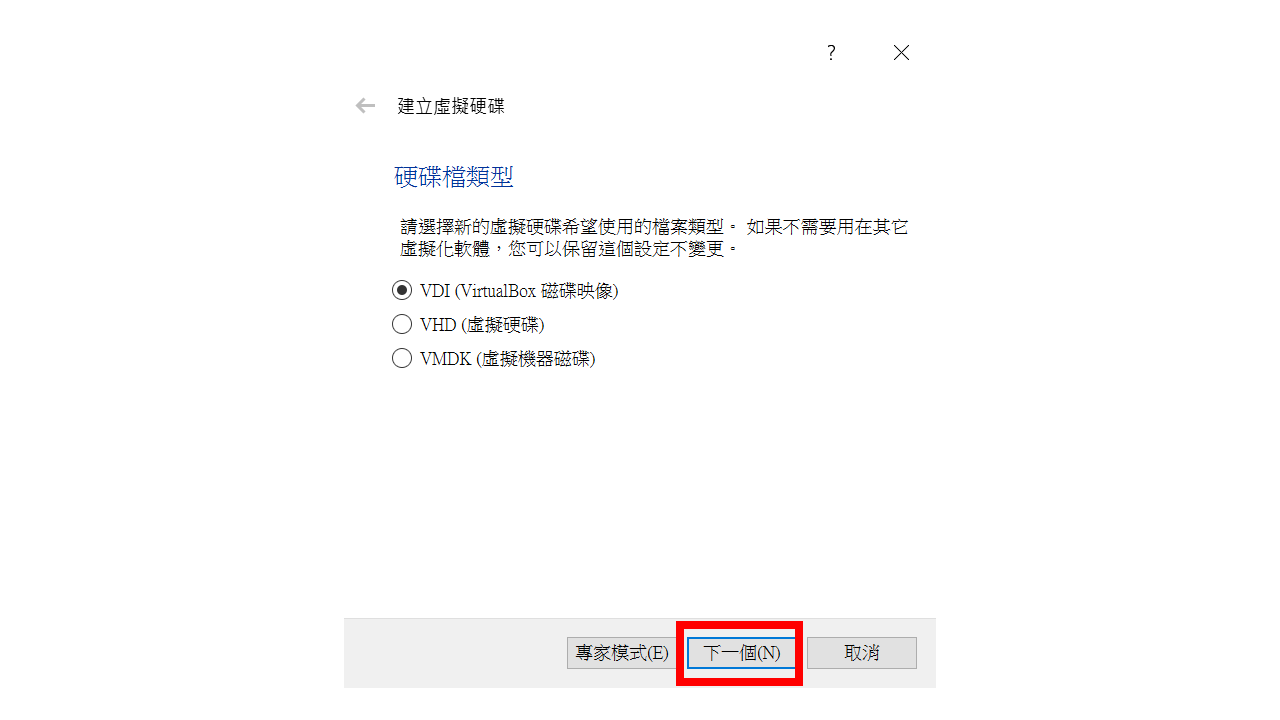 ?
建立虛擬硬碟
硬碟檔類型
請選擇新的虛擬硬碟希望使用的檔案類型。 如果不需要用在其它
虛擬化軟體，您可以保留這個設定不變更。
VDI (VirtualBox 磁碟映像)
VHD (虛擬硬碟)
VMDK (虛擬機器磁碟)
專家模式(E) 下一個(N) 取消